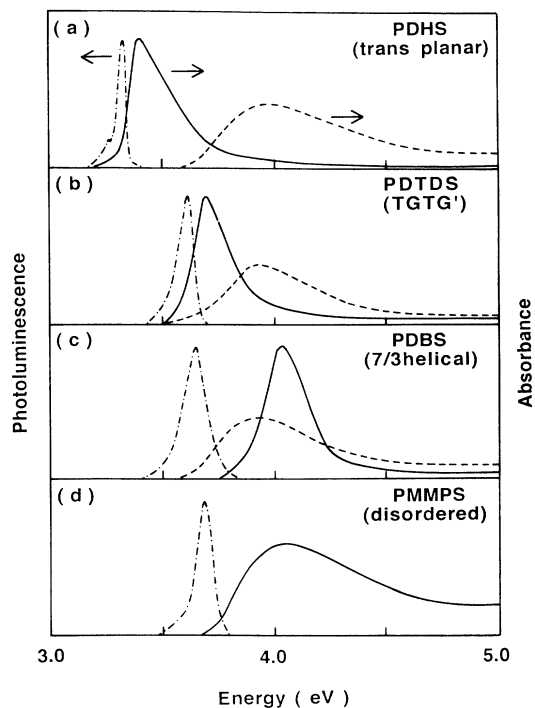 (a)
PDHS
(trans planar)
(b)
PDTDS
(TGTG')
(c)
PDBS
(7/3helical)
(d)
PMMPS
(disordered)
Photoluminescence
Absorbance
3.0 4.0 5.0
Energy ( eV )